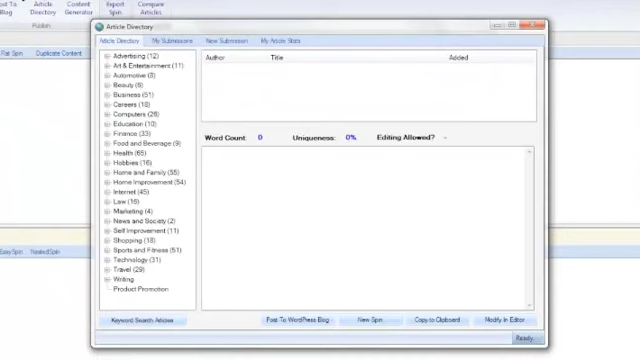 ost To Article Content Export Compare
Blog Directory Generator Spin Articles
Article Directory
Article Directory My Submissions New Submission My Article Stats
Flat Spin Duplicate Content
Author Title Added
Advertising (12)
Art & Entertainment (11)
Automotive (8)
Beauty (6)
Business (51)
Careers (18)
Computers (26)
Education (10)
Finance (33)
Food and Beverage (9)
Health (65)
Hobbies (16)
Home and Family (55)
Home Improvement (54)
Internet (45)
Law (16)
Marketing (4)
News and Society (2)
Self Improvement (11)
Shopping (18)
Sports and Fitness (51)
Technology (31)
Travel (29)
Writing
Product Promotion
Word Count: 0 Uniqueness: 0% Editing Allowed? -
EasySpin NestedSpin
Keyword Search Articles Post To WordPress Blog New Spin Copy to Clipboard Modify In Editor
Ready.